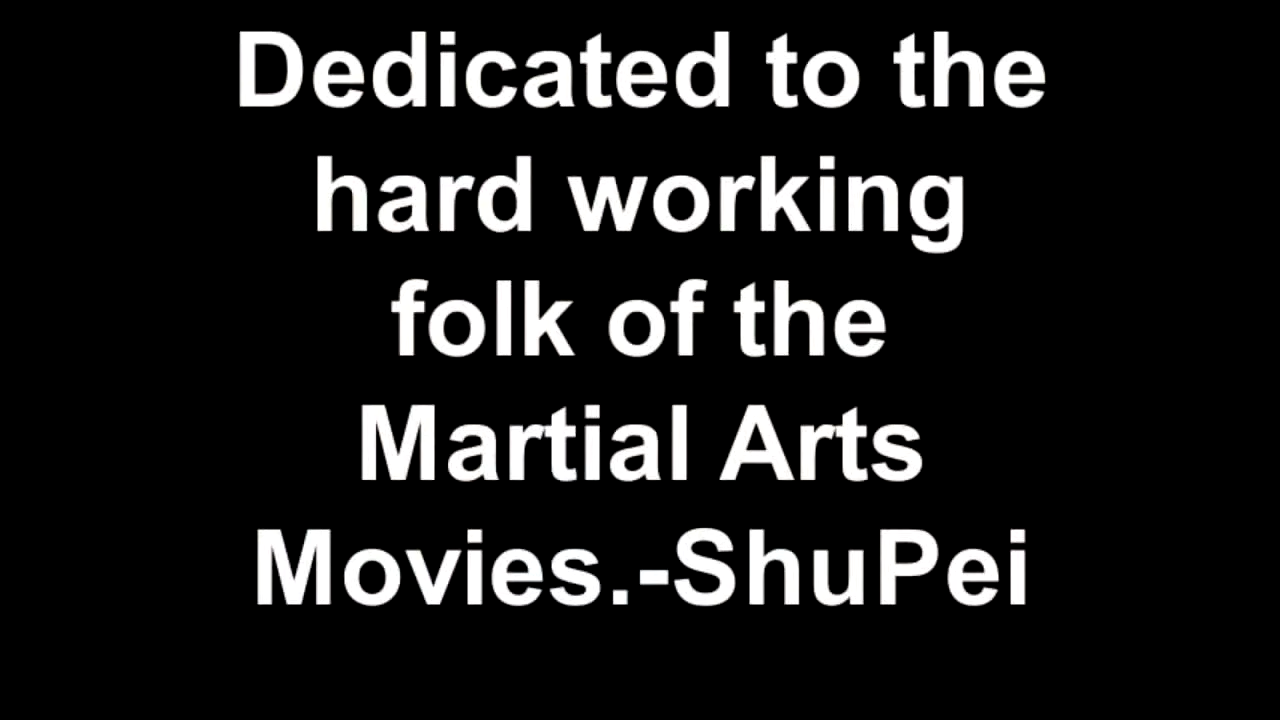 Dedicated to the
hard working
folk of the
Martial Arts
Movies.-ShuPei